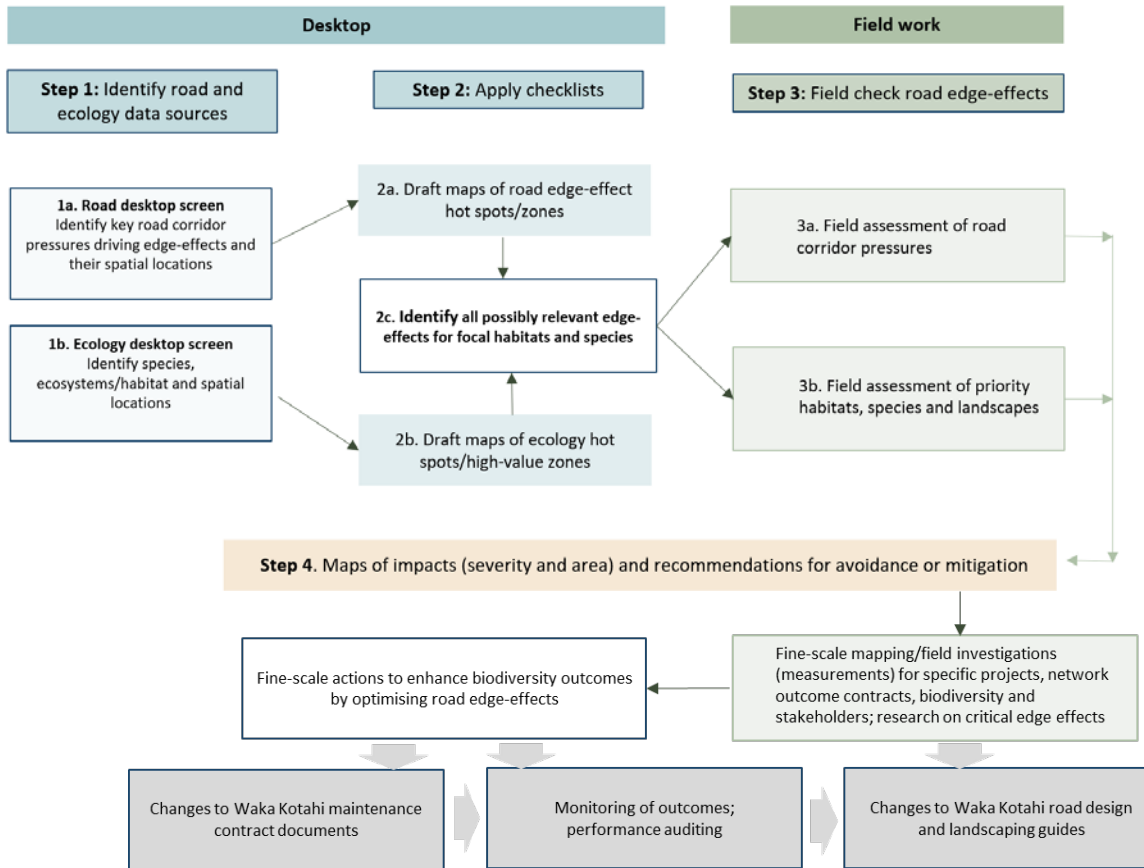 Desktop
Field work
Step 1: Identify road and
ecology data sources
Step 2: Apply checklists
Step 3: Field check road edge-effects
1a. Road desktop screen
Identify key road corridor
pressures driving edge-effects and
their spatial locations
2a. Draft maps of road edge-effect
hot spots/zones
3a. Field assessment of road
corridor pressures
2c. Identify all possibly relevant edge-
effects for focal habitats and species
1b. Ecology desktop screen
Identify species,
ecosystems/habitat and spatial
locations
3b. Field assessment of priority
habitats, species and landscapes
2b. Draft maps of ecology hot
spots/high-value zones
Step 4. Maps of impacts (severity and area) and recommendations for avoidance or mitigation
Fine-scale actions to enhance biodiversity outcomes
by optimising road edge-effects
Fine-scale mapping/field investigations
(measurements) for specific projects, network
outcome contracts, biodiversity and
stakeholders; research on critical edge effects
Changes to Waka Kotahi maintenance
contract documents
Monitoring of outcomes;
performance auditing
Changes to Waka Kotahi road design
and landscaping guides